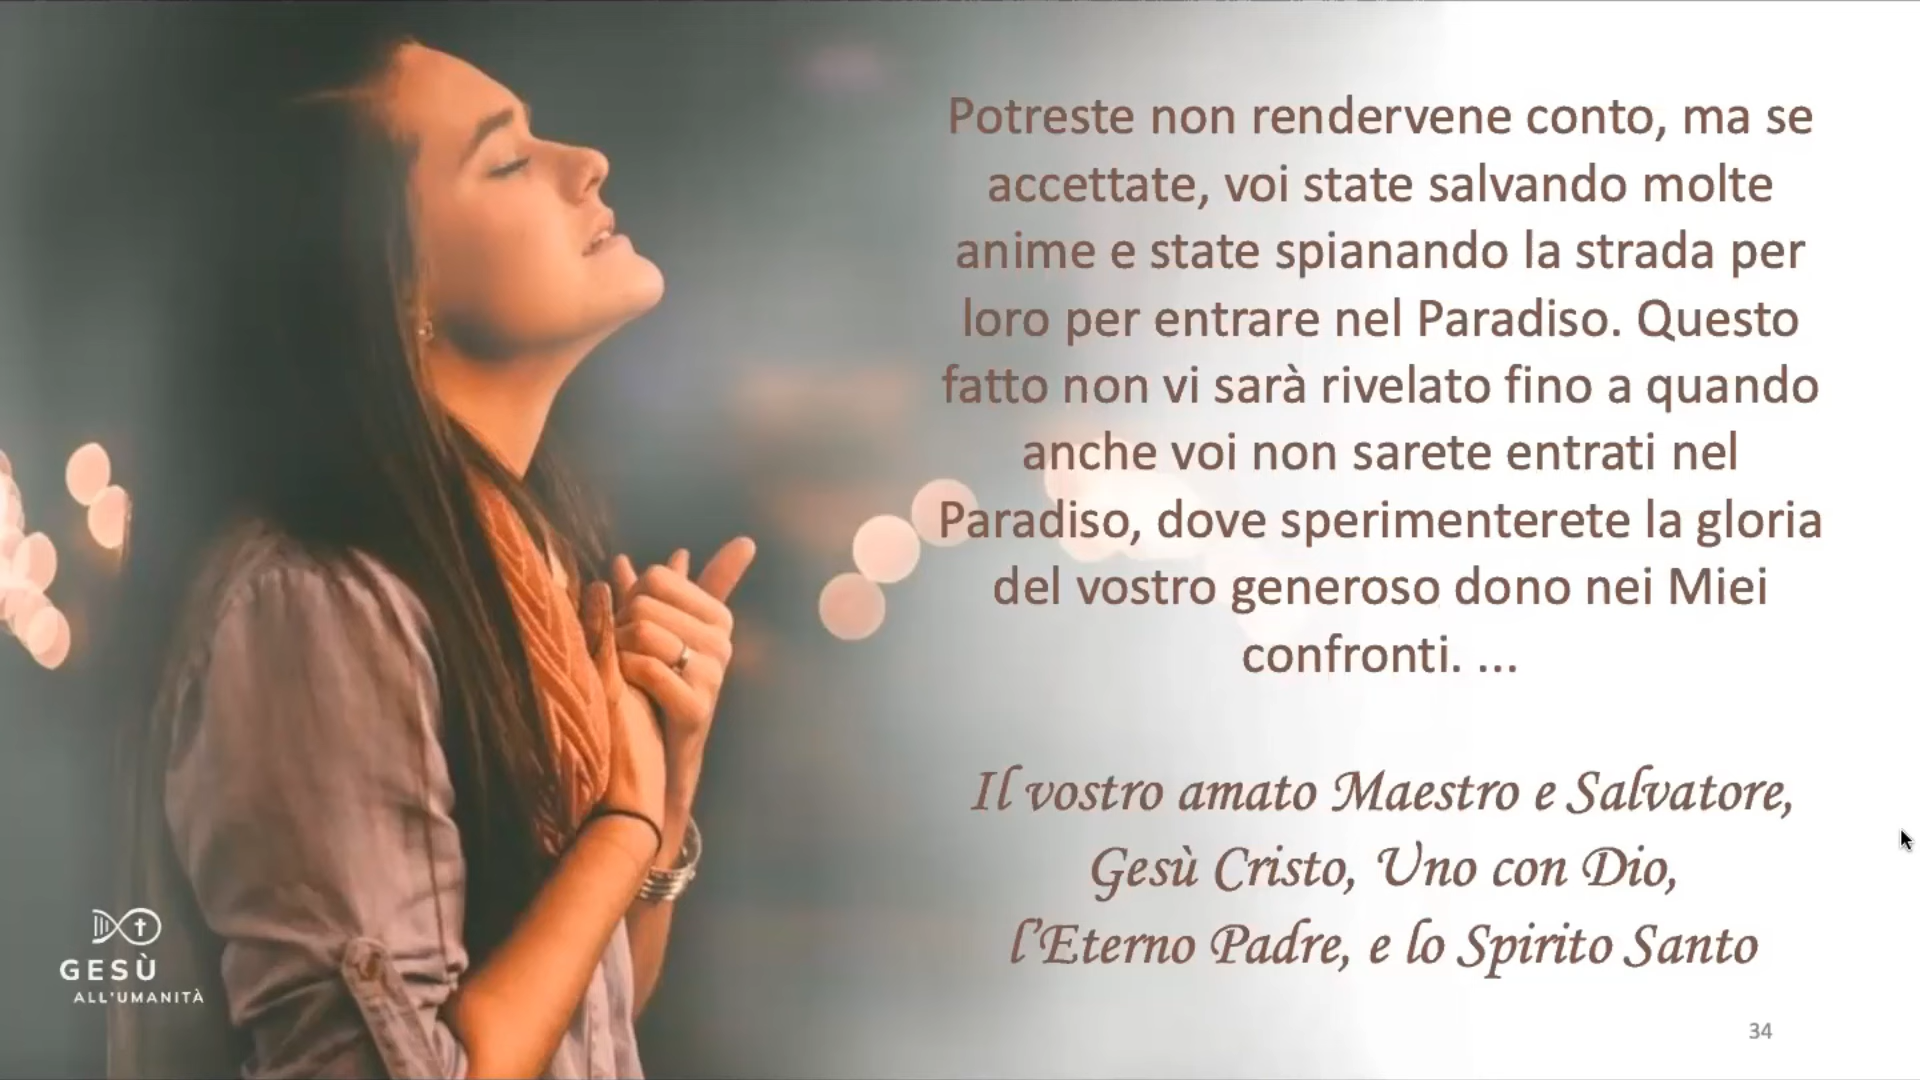 Potreste non rendervene conto, ma se
accettate, voi state salvando molte
anime e state spianando la strada per
loro per entrare nel Paradiso. Questo
fatto non vi sarà rivelato fino a quando
anche voi non sarete entrati nel
Paradiso, dove sperimenterete la gloria
del vostro generoso dono nei Miei
confronti. ...
Il vostro amato Maestro e Salvatore,
Gesù Cristo, Uno con Dio,
l'Eterno Padre, e lo Spirito Santo
GESÙ
ALL'UMANITÀ
34